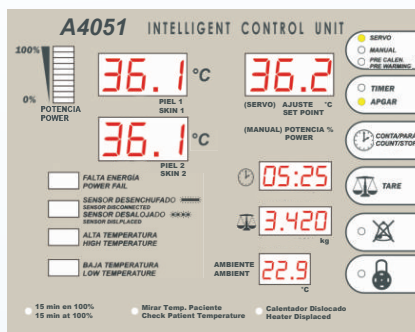 A4051 INTELLIGENT CONTROL UNIT
100%
0%
POTENCIA
POWER
36.1 °C
PIEL 1
SKIN 1
36.1 °C
PIEL 2
SKIN 2
36.2
(SERVO) AJUSTE °C
SET POINT
(MANUAL) POTENCIA %
POWER
05:25
3.420
kg
AMBIENTE
AMBIENT
22.9
°C
FALTA ENERGÍA
POWER FAIL
SENSOR DESENCHUFADO
SENSOR DISCONNECTED
SENSOR DESALOJADO ****
SENSOR DISLPLACED
ALTA TEMPERATURA
HIGH TEMPERATURE
BAJA TEMPERATURA
LOW TEMPERATURE
SERVO
MANUAL
PRE CALEN.
PRE WARMING
TIMER
APGAR
CONTA/PARA
COUNT/STOP
TARE
15 min en 100%
15 min at 100%
Mirar Temp. Paciente
Check Patient Temperature
Calentador Dislocado
Heater Displaced